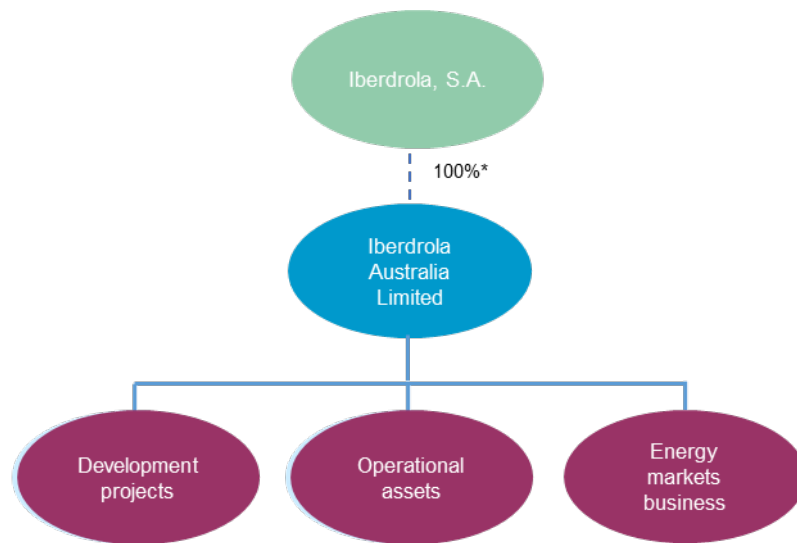 Iberdrola, S.A.
100%*
Iberdrola
Australia
Limited
Development
projects
Operational
assets
Energy
markets
business